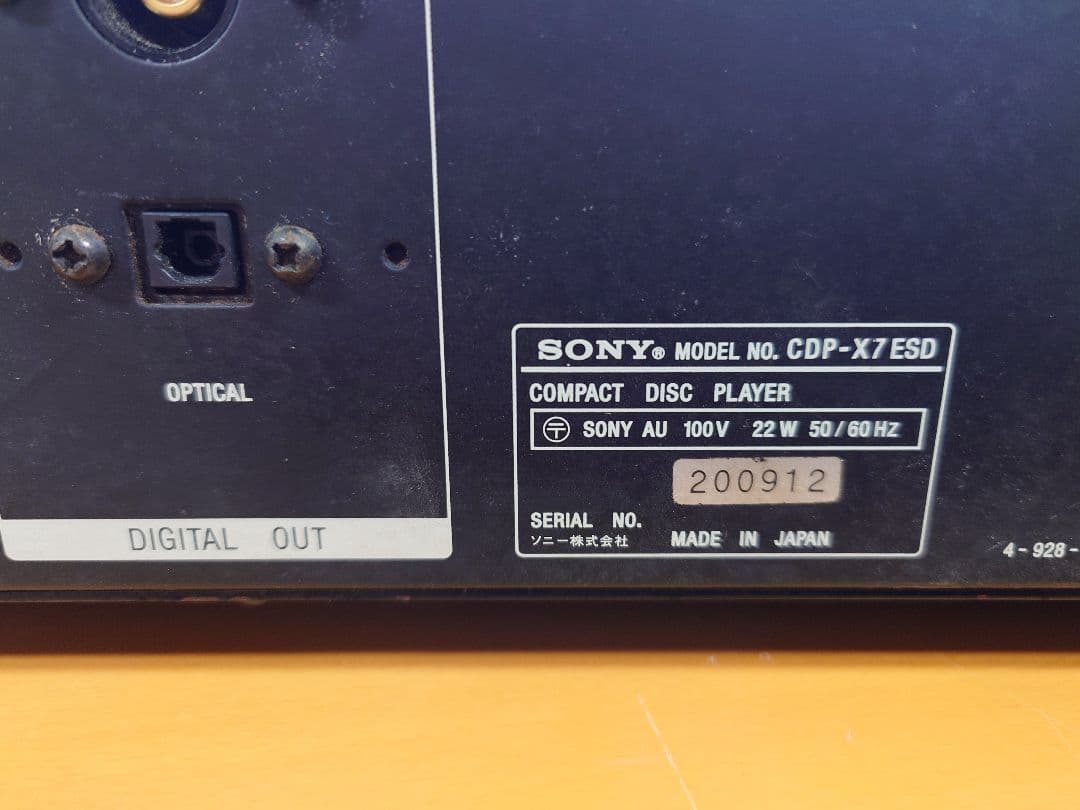 OPTICAL
DIGITAL OUT
SONY® MODEL NO. CDP-X7ESD
COMPACT DISC PLAYER
〒 SONY AU 100V 22W 50/60Hz
200912
SERIAL NO.
ソニー株式会社 MADE IN JAPAN
4-928-